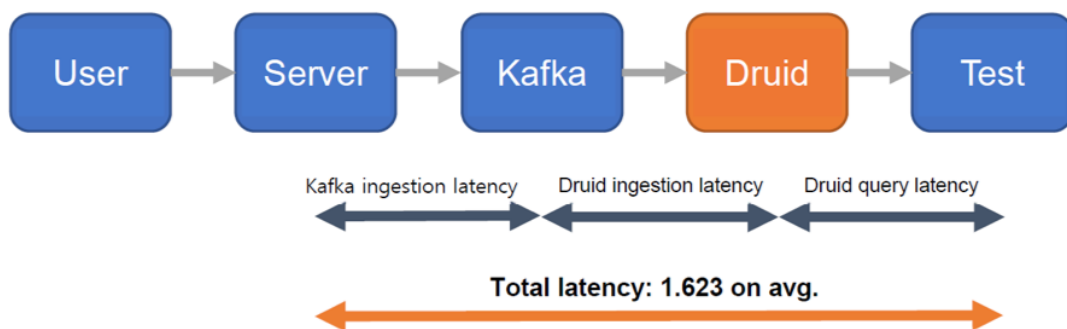 User
Server
Kafka
Druid
Test
Kafka ingestion latency
Druid ingestion latency
Druid query latency
Total latency: 1.623 on avg.